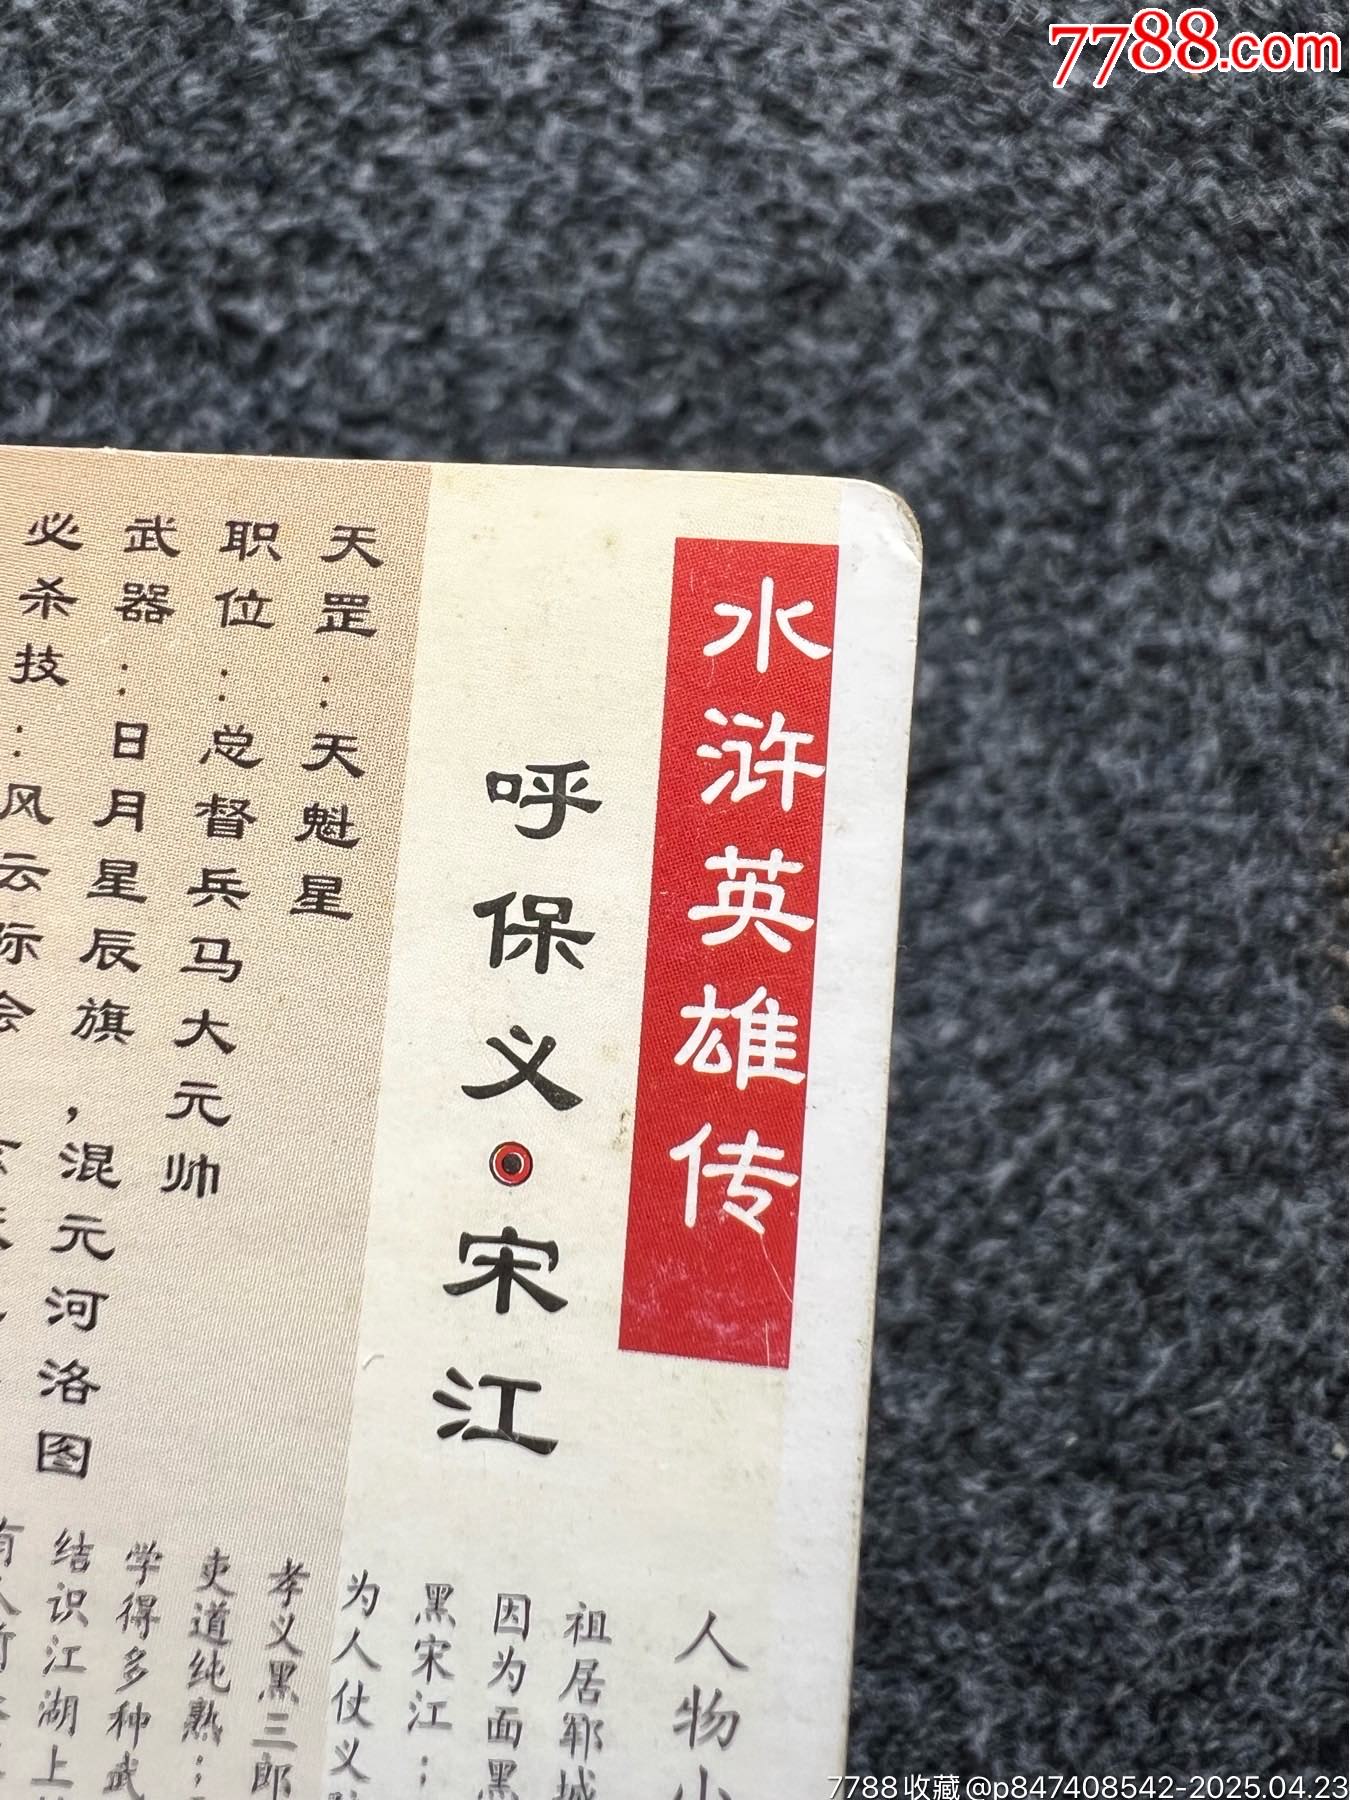 7788.com
水浒英雄传
呼保义·宋江
天罡:天魁星
职位:总督兵马大元帅
武器:日月星辰旗,混元河洛图
必杀技:风云际会
人物小
祖居郓城
因为面黑
黑宋江;
为人仗义
孝义黑三郎
吏道纯熟;
学得多种武
结识江湖上
7788收藏@p847408542-2025.04.23